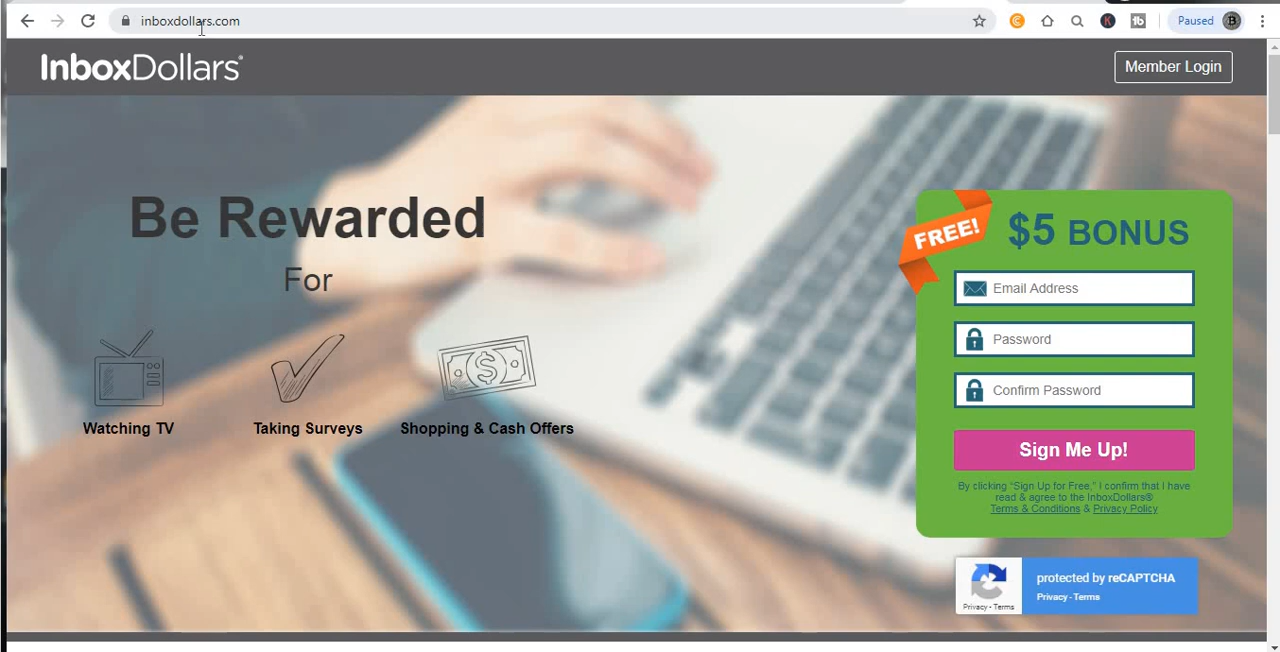 inboxdollars.com
Paused
InboxDollars®
Member Login
Be Rewarded
For
Watching TV
Taking Surveys
Shopping & Cash Offers
FREE!
$5 BONUS
Email Address
Password
Confirm Password
Sign Me Up!
By clicking “Sign Up for Free,” I confirm that I have
read & agree to the InboxDollars®
Terms & Conditions & Privacy Policy
protected by reCAPTCHA
Privacy - Terms
Privacy - Terms